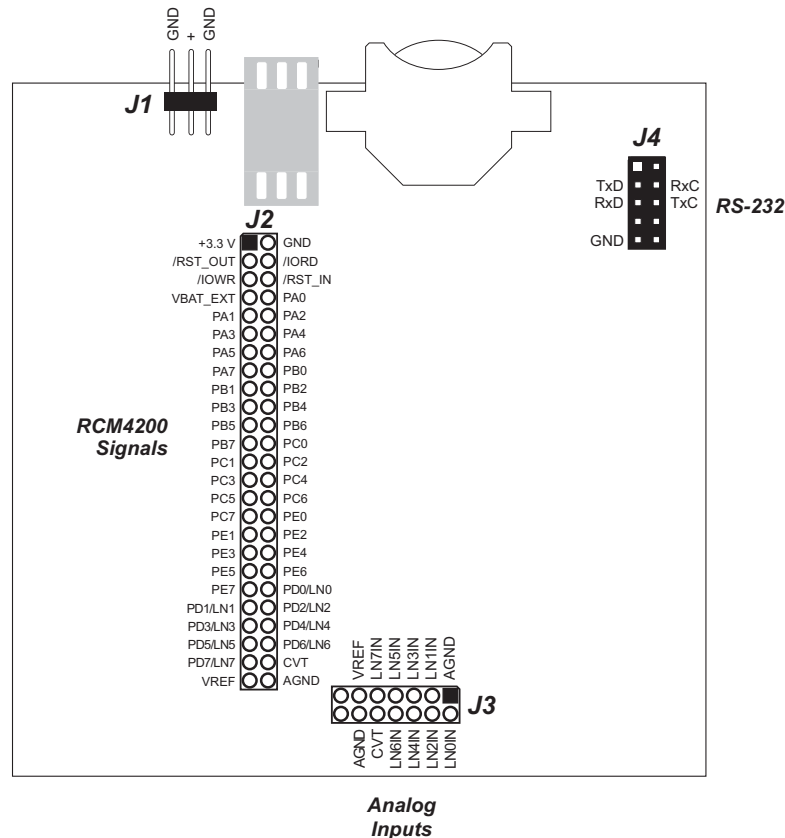 GND
+
GND
J1
J4
TxD RxC
RxD TxC
GND
RS-232
J2
+3.3 V GND
/RST_OUT /IORD
/IOWR /RST_IN
VBAT_EXT PA0
PA1 PA2
PA3 PA4
PA5 PA6
PA7 PB0
PB1 PB2
PB3 PB4
PB5 PB6
PB7 PC0
PC1 PC2
PC3 PC4
PC5 PC6
PC7 PE0
PE1 PE2
PE3 PE4
PE5 PE6
PE7 PD0/LN0
PD1/LN1 PD2/LN2
PD3/LN3 PD4/LN4
PD5/LN5 PD6/LN6
PD7/LN7 CVT
VREF AGND
RCM4200
Signals
VREF
LN7IN
LN5IN
LN3IN
LN1IN
AGND
J3
AGND
CVT
LN6IN
LN4IN
LN2IN
LN0IN
Analog
Inputs